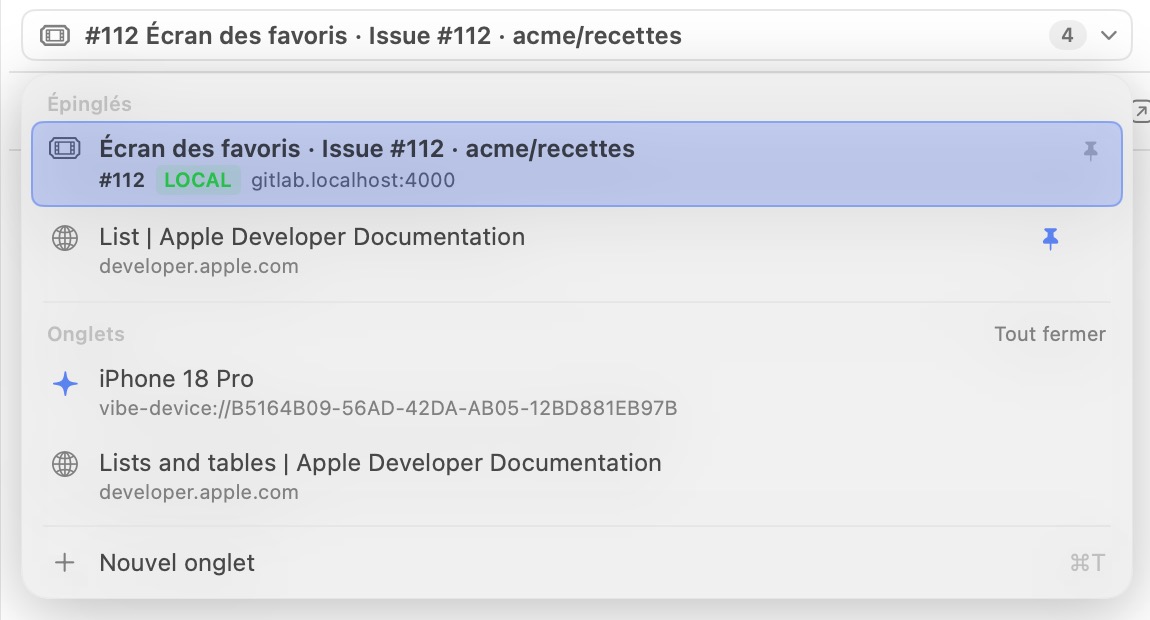 #112 Écran des favoris · Issue #112 · acme/recettes
4
Épinglés
Écran des favoris · Issue #112 · acme/recettes
#112 LOCAL gitlab.localhost:4000
List | Apple Developer Documentation
developer.apple.com
Onglets
Tout fermer
iPhone 18 Pro
vibe-device://B5164B09-56AD-42DA-AB05-12BD881EB97B
Lists and tables | Apple Developer Documentation
developer.apple.com
Nouvel onglet
⌘T